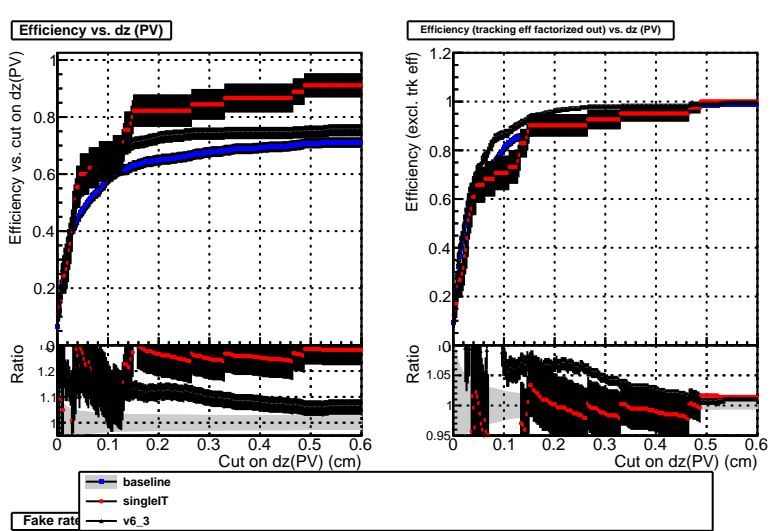 Efficiency vs. dz (PV)
Efficiency vs. cut on dz(PV)
1
0.8
0.6
0.4
0.2
0
Ratio
1.2
1.1
1
0 0.1 0.2 0.3 0.4 0.5 0.6
Cut on dz(PV) (cm)
Efficiency (tracking eff factorized out) vs. dz (PV)
Efficiency (excl. trk eff)
1.2
1
0.8
0.6
0.4
0.2
0
Ratio
1.05
1
0.95
0 0.1 0.2 0.3 0.4 0.5 0.6
Cut on dz(PV) (cm)
baseline
singleIT
v6_3
Fake rate